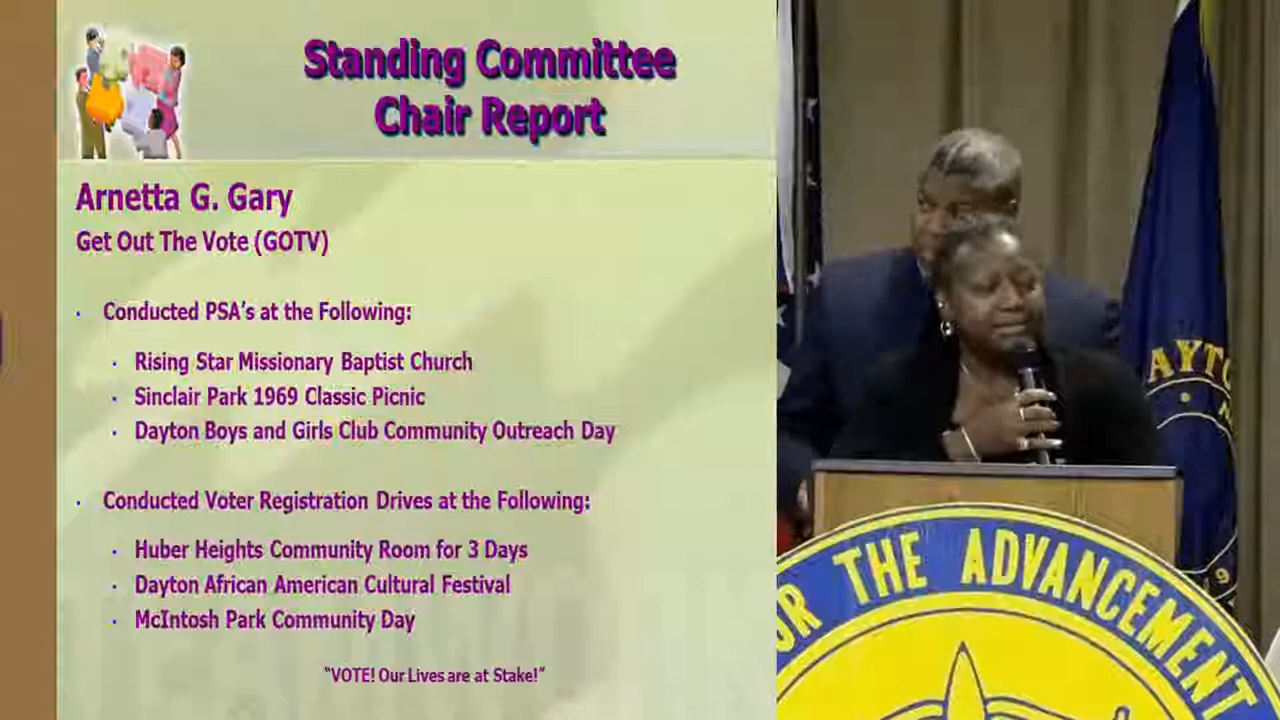 Standing Committee
Chair Report
Arnetta G. Gary
Get Out The Vote (GOTV)
Conducted PSA's at the Following:
Rising Star Missionary Baptist Church
Sinclair Park 1969 Classic Picnic
Dayton Boys and Girls Club Community Outreach Day
Conducted Voter Registration Drives at the Following:
Huber Heights Community Room for 3 Days
Dayton African American Cultural Festival
McIntosh Park Community Day
"VOTE! Our Lives are at Stake!"
AYTO
OR THE ADVANCEMENT